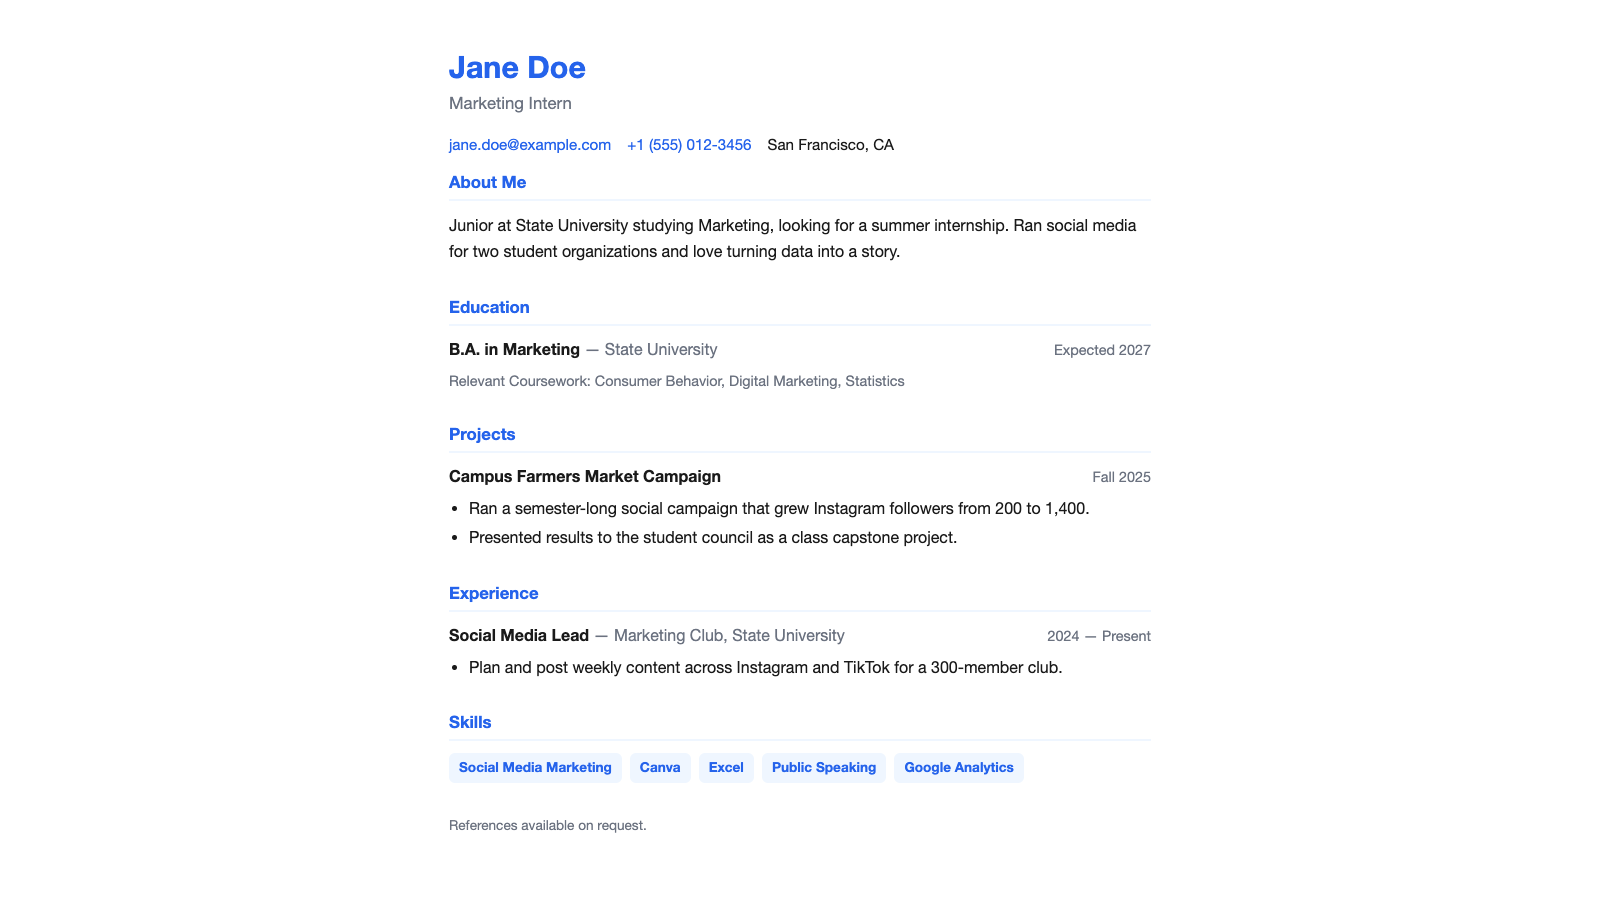 Jane Doe
Marketing Intern
jane.doe@example.com +1 (555) 012-3456 San Francisco, CA
About Me
Junior at State University studying Marketing, looking for a summer internship. Ran social media
for two student organizations and love turning data into a story.
Education
B.A. in Marketing — State University Expected 2027
Relevant Coursework: Consumer Behavior, Digital Marketing, Statistics
Projects
Campus Farmers Market Campaign Fall 2025
• Ran a semester-long social campaign that grew Instagram followers from 200 to 1,400.
• Presented results to the student council as a class capstone project.
Experience
Social Media Lead — Marketing Club, State University 2024 — Present
• Plan and post weekly content across Instagram and TikTok for a 300-member club.
Skills
Social Media Marketing Canva Excel Public Speaking Google Analytics
References available on request.